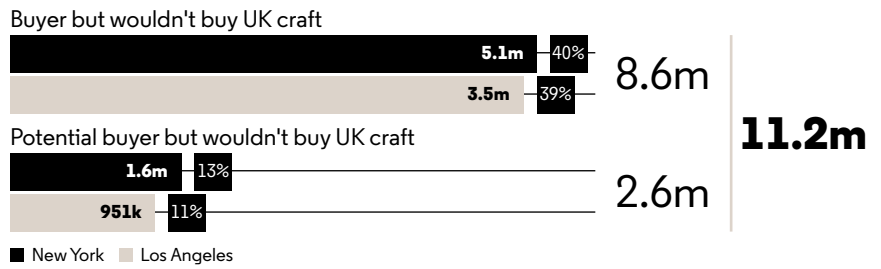 Buyer but wouldn't buy UK craft
5.1m 40%
3.5m 39%
8.6m
Potential buyer but wouldn't buy UK craft
1.6m 13%
951k 11%
2.6m
11.2m
New York Los Angeles